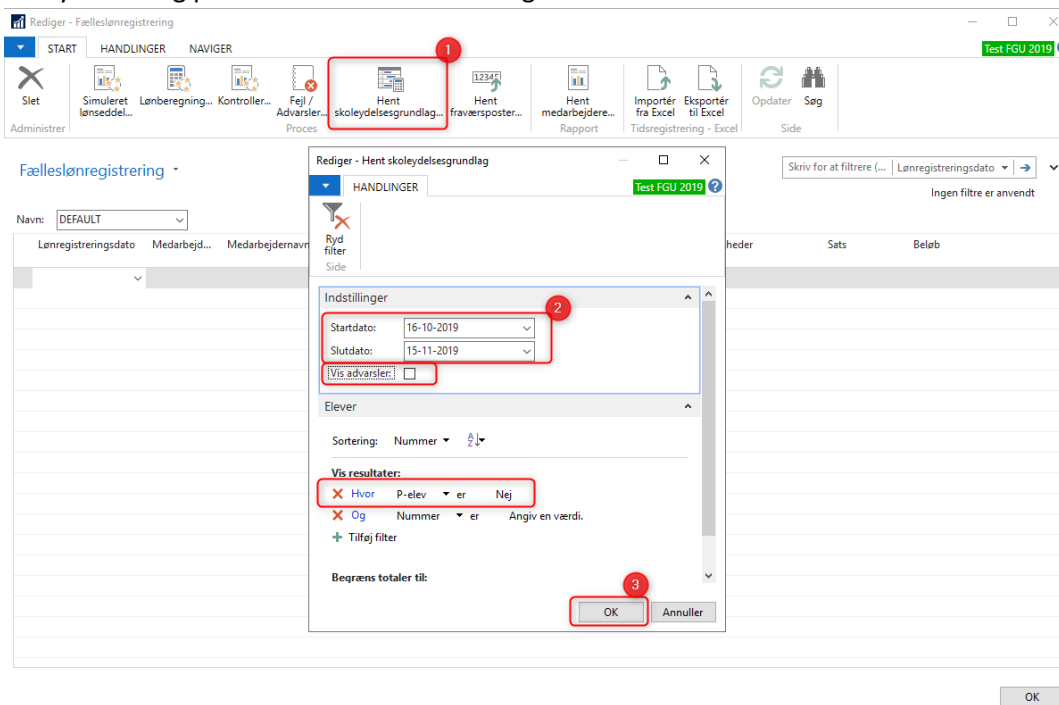 Rediger - Fælleslønregistrering
START HANDLINGER NAVIGER
Test FGU 2019
1
Slet
Simuleret lønseddel...
Lønberegning...
Kontroller...
Fejl / Advarsler...
Hent skoleydelsesgrundlag...
12345
Hent fraværsposter...
Hent medarbejdere...
Importér fra Excel
Eksportér til Excel
Opdater
Søg
Administrer
Proces
Rapport
Tidsregistrering - Excel
Side
Fælleslønregistrering
Skriv for at filtrere (... Lønregistreringsdato
Ingen filtre er anvendt
Navn: DEFAULT
Lønregistreringsdato Medarbejd... Medarbejdernavn
Sats Beløb
Rediger - Hent skoleydelsesgrundlag
HANDLINGER
Test FGU 2019 ?
Ryd filter
Side
Indstillinger
2
Startdato: 16-10-2019
Slutdato: 15-11-2019
Vis advarsler:
Elever
Sortering: Nummer
A
Z
Vis resultater:
Hvor P-elev er Nej
Og Nummer er Angiv en værdi.
Tilføj filter
Begræns totaler til:
3
OK Annuller
OK